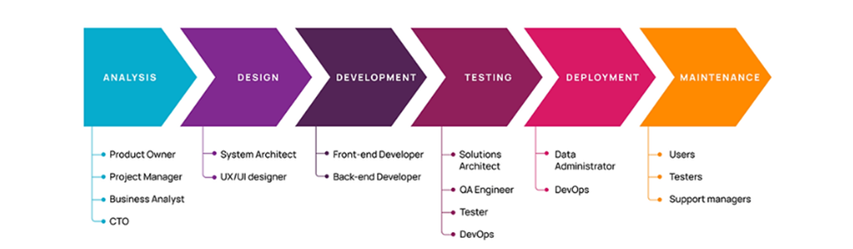 ANALYSIS
DESIGN
DEVELOPMENT
TESTING
DEPLOYMENT
MAINTENANCE
Product Owner
Project Manager
Business Analyst
CTO
System Architect
UX/UI designer
Front-end Developer
Back-end Developer
Solutions
Architect
QA Engineer
Tester
DevOps
Data
Administrator
DevOps
Users
Testers
Support managers